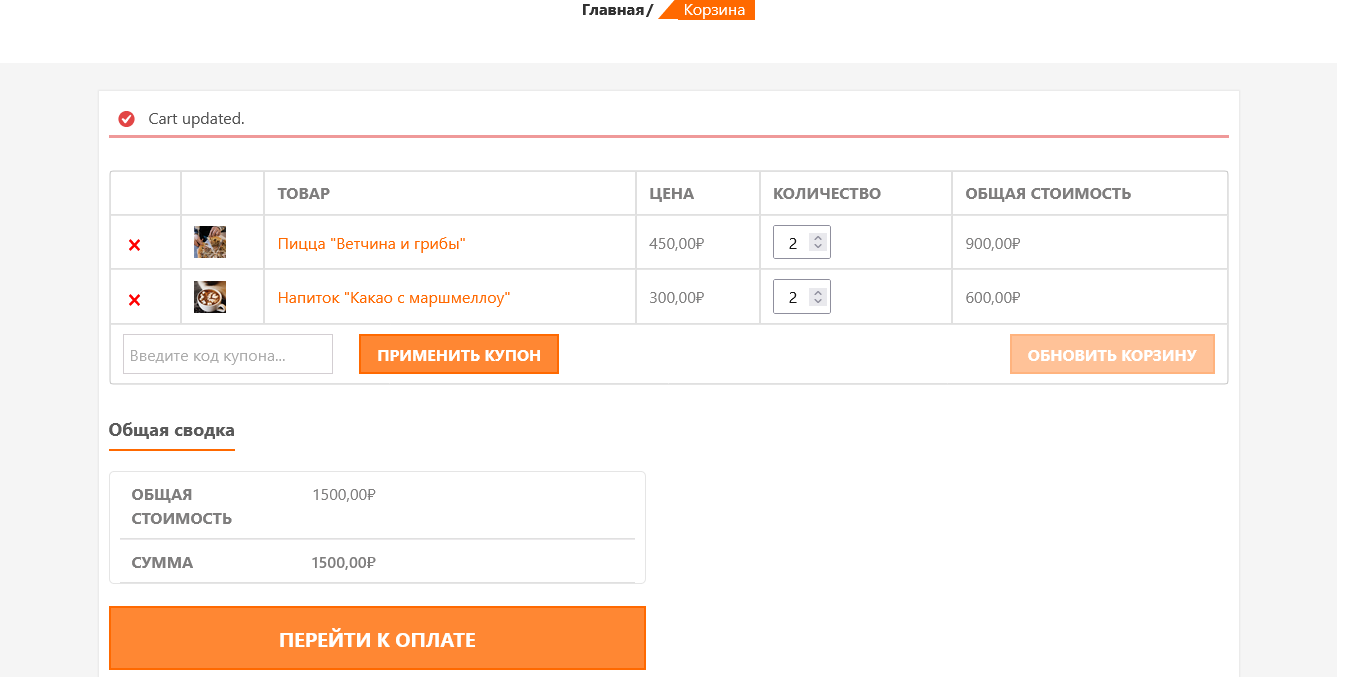 Главная/ Корзина
Cart updated.
ТОВАР ЦЕНА КОЛИЧЕСТВО ОБЩАЯ СТОИМОСТЬ
Пицца "Ветчина и грибы" 450,00₽ 2 900,00₽
Напиток "Какао с маршмеллоу" 300,00₽ 2 600,00₽
Введите код купона... ПРИМЕНИТЬ КУПОН ОБНОВИТЬ КОРЗИНУ
Общая сводка
ОБЩАЯ СТОИМОСТЬ 1500,00₽
СУММА 1500,00₽
ПЕРЕЙТИ К ОПЛАТЕ